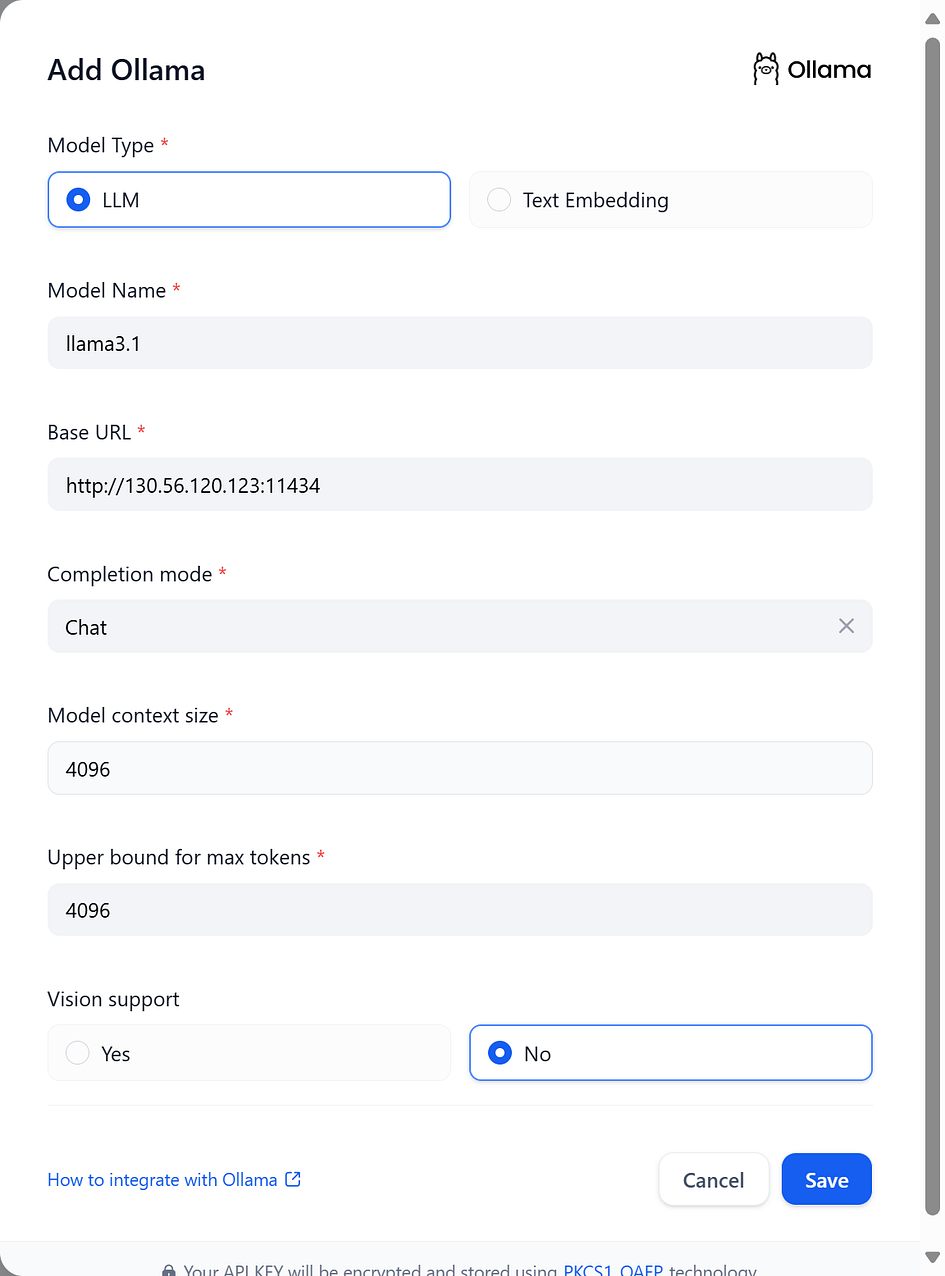 Add Ollama
Ollama
Model Type *
LLM
Text Embedding
Model Name *
llama3.1
Base URL *
http://130.56.120.123:11434
Completion mode *
Chat
Model context size *
4096
Upper bound for max tokens *
4096
Vision support
Yes
No
How to integrate with Ollama
Cancel
Save
Your API KEY will be encrypted and stored using PKCS1_OAEP technology